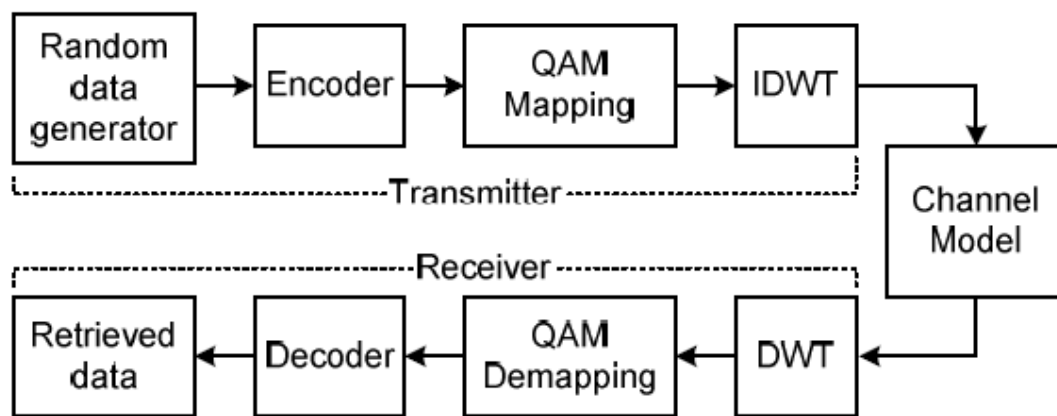 Random
data
generator
Encoder
QAM
Mapping
IDWT
Transmitter
Channel
Model
Receiver
Retrieved
data
Decoder
QAM
Demapping
DWT